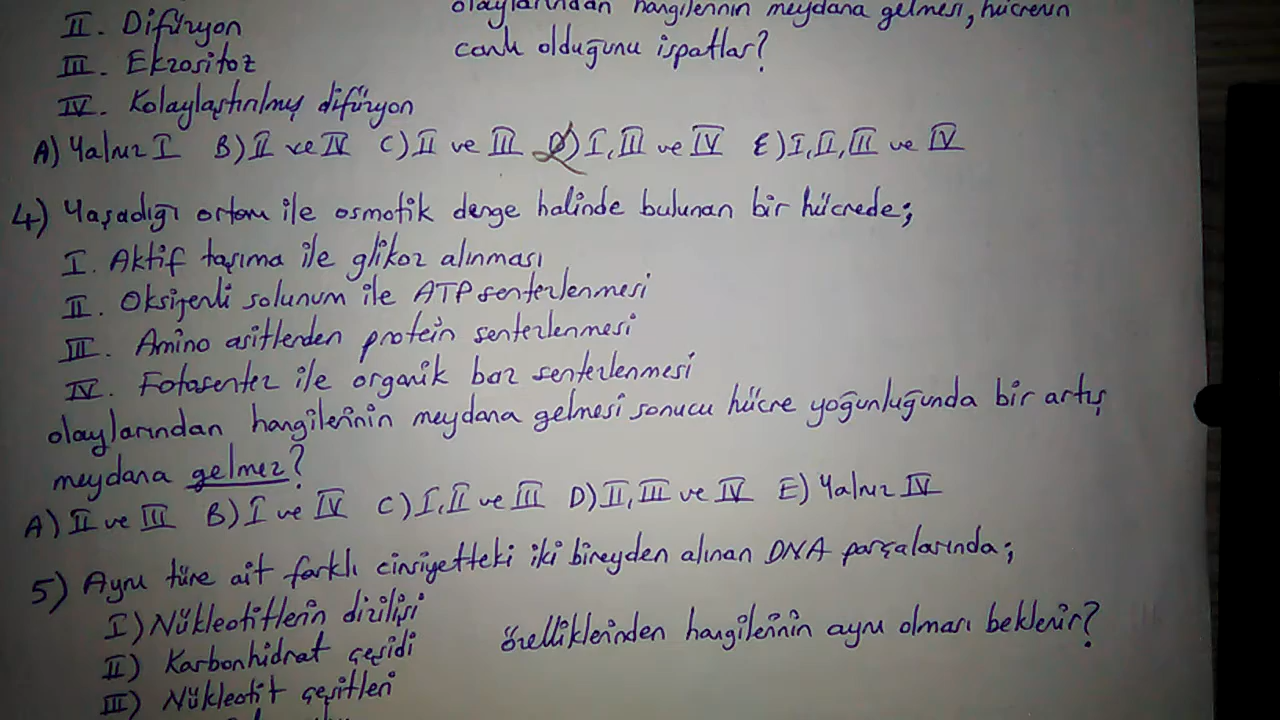 II. Difüzyon
olaylarından hangilerinin meydana gelmesi, hücrenin
III. Ekzositoz
canlı olduğunu ispatlar?
IV. Kolaylaştırılmış difüzyon
A) Yalnız I B) II ve IV C) II ve III D) I, III ve IV E) I, II, III ve IV
4) Yaşadığı ortam ile osmotik denge halinde bulunan bir hücrede;
I. Aktif taşıma ile glikoz alınması
II. Oksijenli solunum ile ATP sentezlenmesi
III. Amino asitlerden protein sentezlenmesi
IV. Fotosentez ile organik baz sentezlenmesi
olaylarından hangilerinin meydana gelmesi sonucu hücre yoğunluğunda bir artış
meydana gelmez?
A) II ve III B) I ve IV C) I, II ve III D) II, III ve IV E) Yalnız IV
5) Aynı türe ait farklı cinsiyetteki iki bireyden alınan DNA parçalarında;
I) Nükleotitlerin dizilişi
II) Karbonhidrat çeşidi
özelliklerinden hangilerinin aynı olması beklenir?
III) Nükleotit çeşitleri